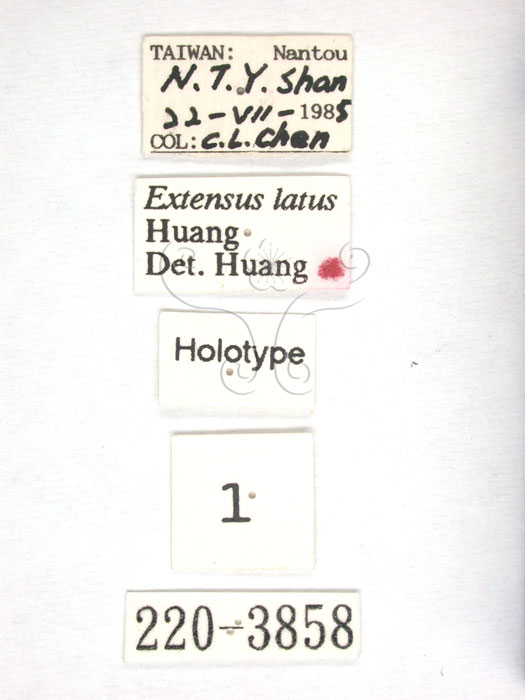 TAIWAN: Nantou
N.T.Y. Shan
22-VII-1985
COL: C.L. Chen
Extensus latus
Huang
Det. Huang
Holotype
1
220-3858